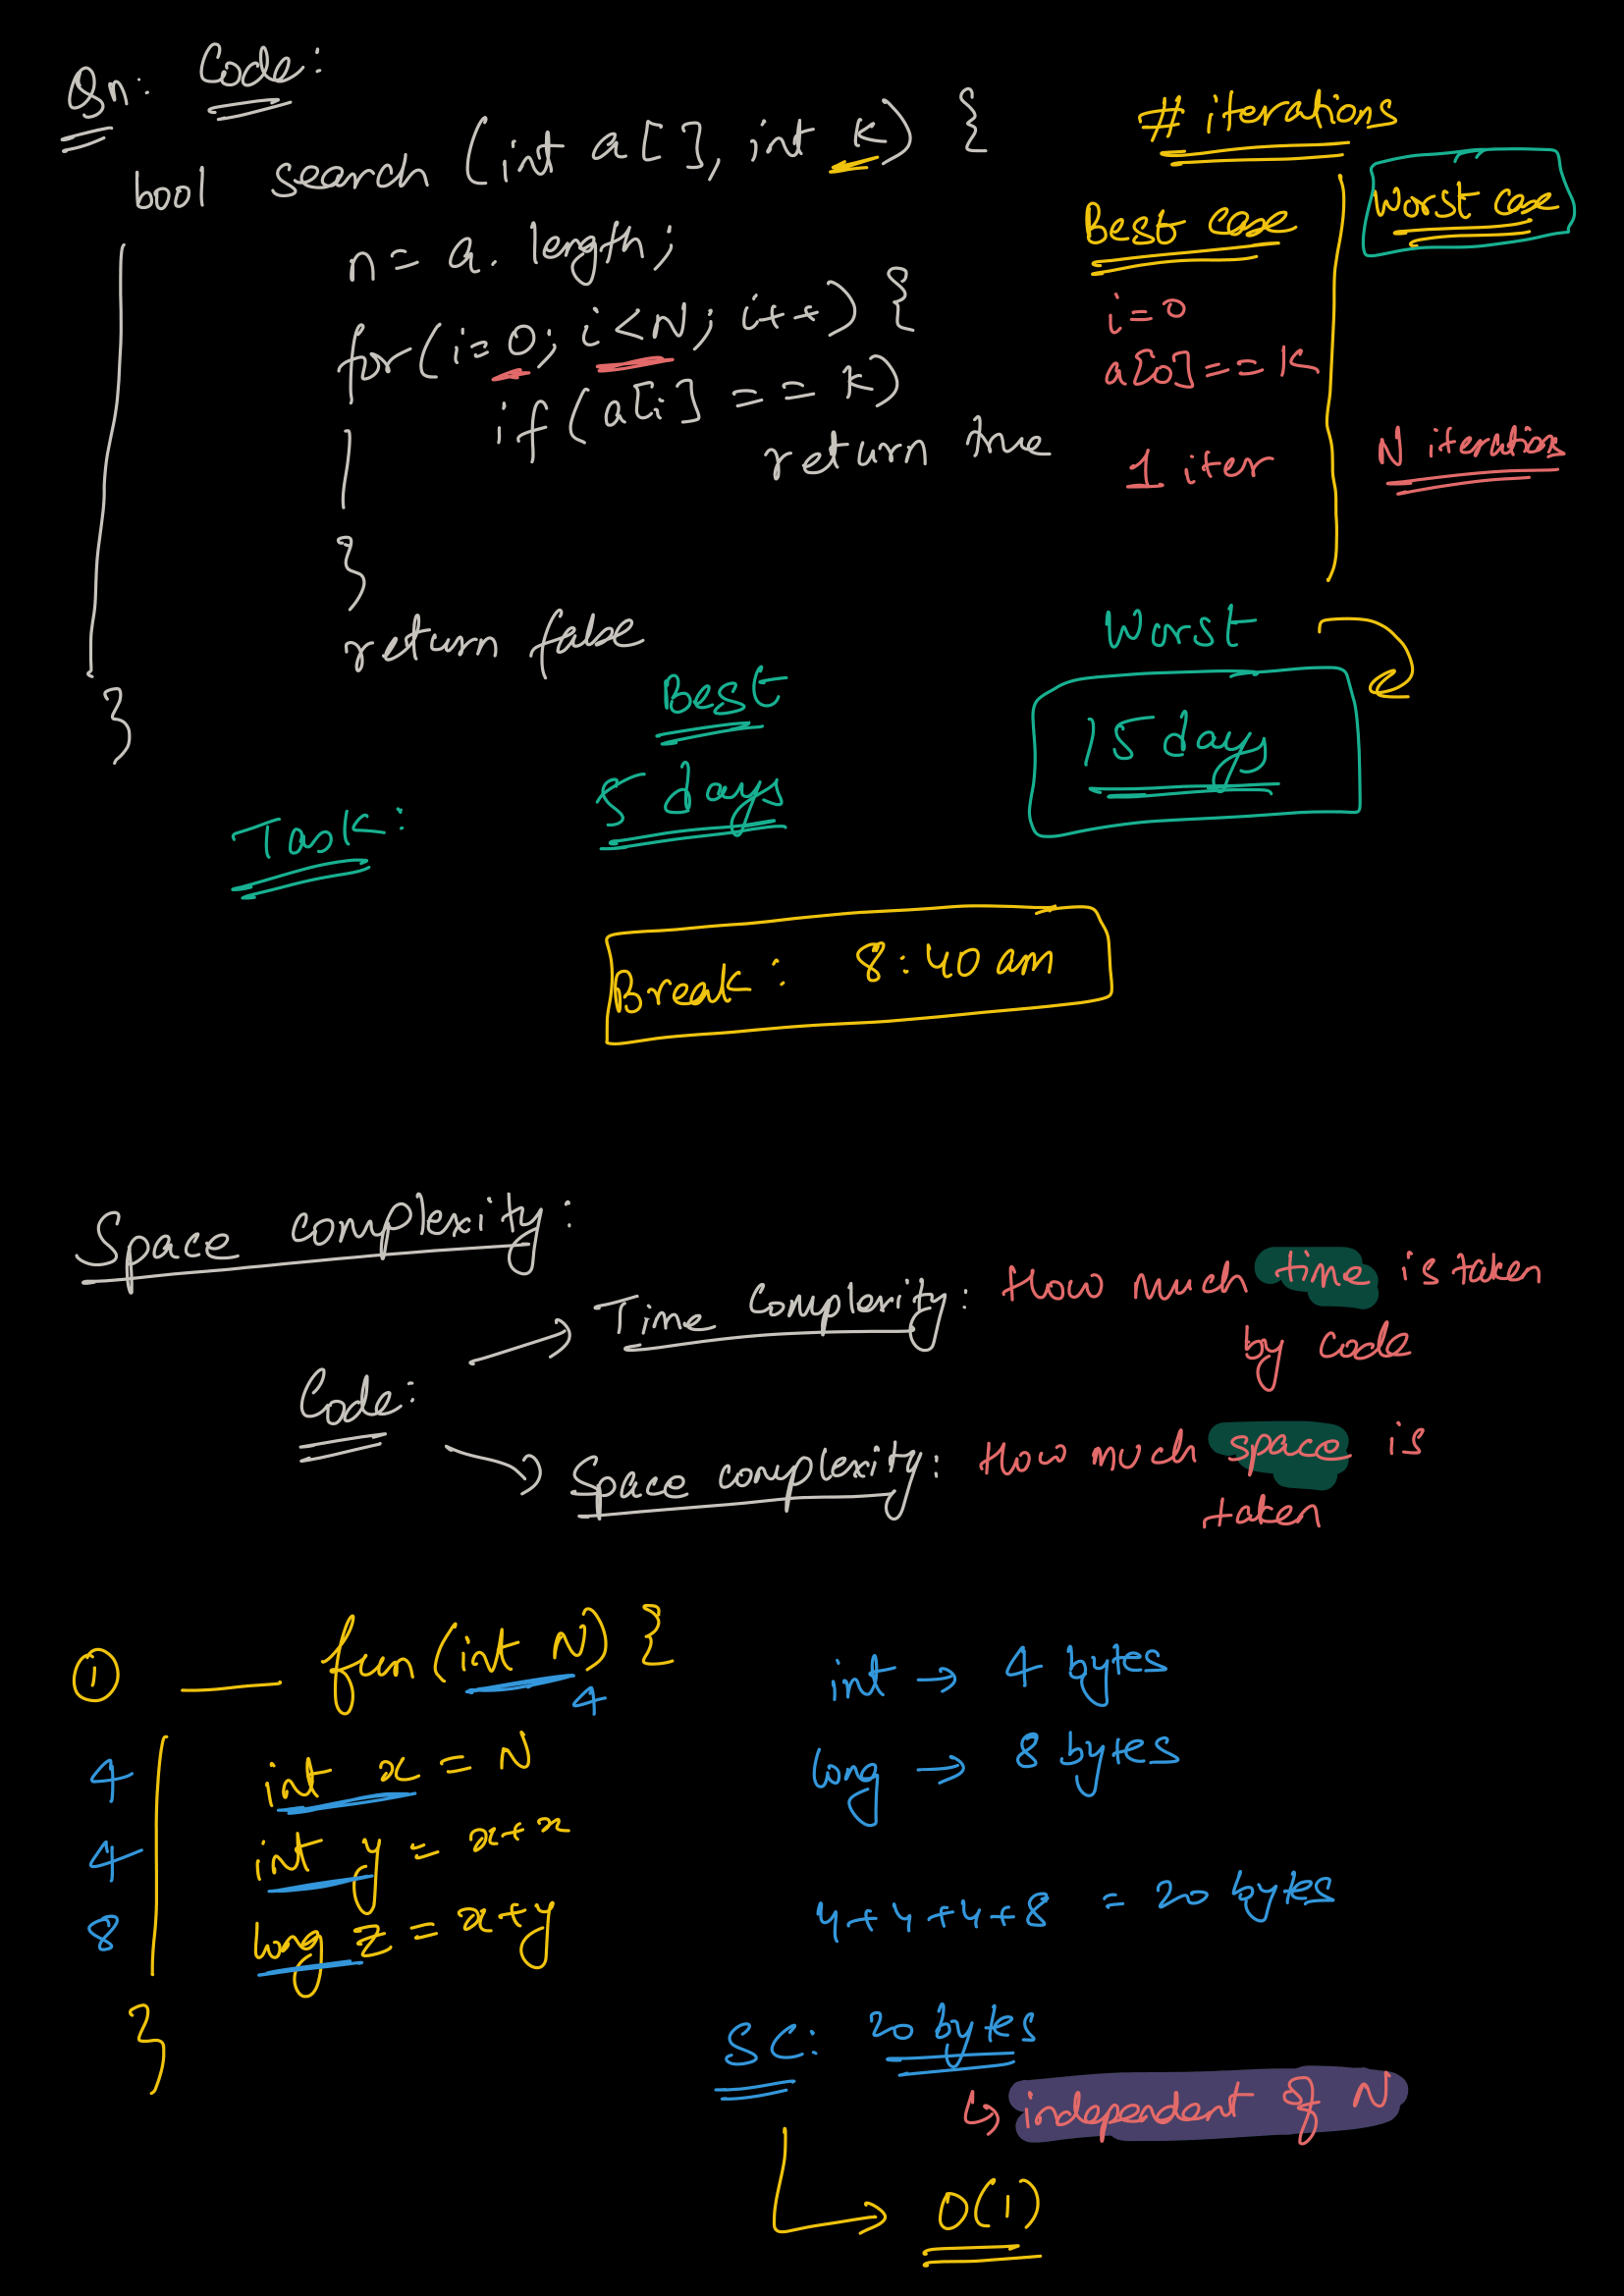 Qn: Code:
bool search (int a[], int K) {
n = a.length;
for(i=0; i<N; i++) {
if(a[i] == K)
return true
}
return false
}
# iterations
Best case
i=0
a[0]==K
1 iter
Worst case
N iterations
Task:
Best
5 days
Worst
15 days
Break: 8:40 am
Space complexity:
Code:
Time complexity: How much time is taken
by code
Space complexity: How much space is
taken
① fun(int N) {
4
4 int x = N
4 int y = x+x
8 long z = x+y
}
int → 4 bytes
long → 8 bytes
4+4+4+8 = 20 bytes
SC: 20 bytes
↳ independent of N
→ O(1)